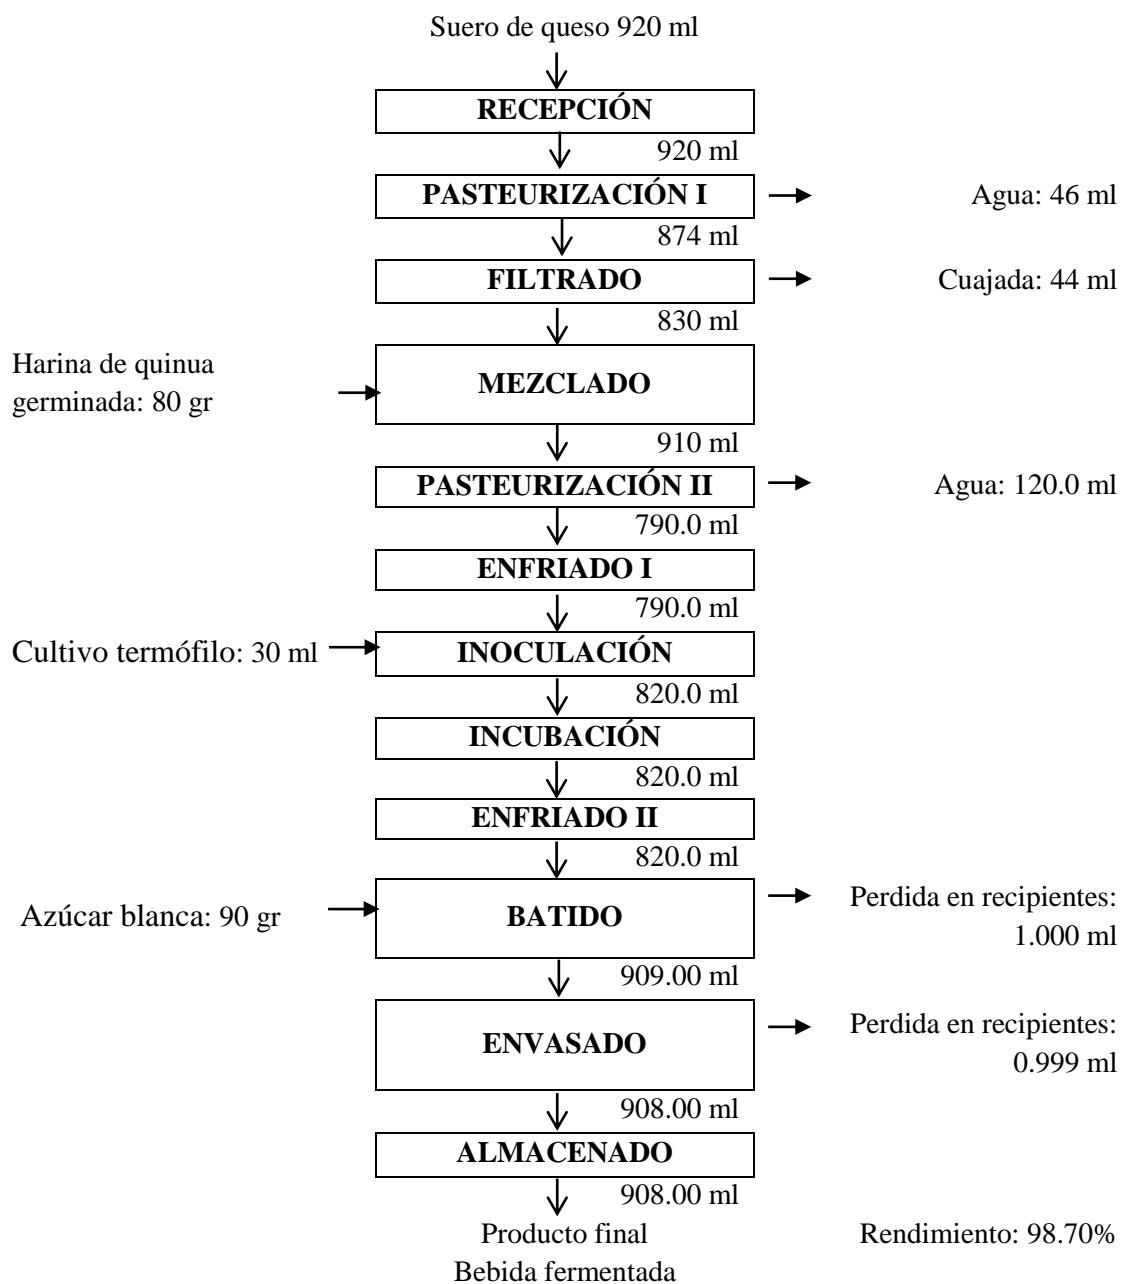 Suero de queso 920 ml
RECEPCIÓN
920 ml
PASTEURIZACIÓN I
Agua: 46 ml
874 ml
FILTRADO
Cuajada: 44 ml
830 ml
Harina de quinua
germinada: 80 gr
MEZCLADO
910 ml
PASTEURIZACIÓN II
Agua: 120.0 ml
790.0 ml
ENFRIADO I
790.0 ml
Cultivo termófilo: 30 ml
INOCULACIÓN
820.0 ml
INCUBACIÓN
820.0 ml
ENFRIADO II
820.0 ml
Azúcar blanca: 90 gr
BATIDO
Perdida en recipientes:
1.000 ml
909.00 ml
ENVASADO
Perdida en recipientes:
0.999 ml
908.00 ml
ALMACENADO
908.00 ml
Producto final
Bebida fermentada
Rendimiento: 98.70%